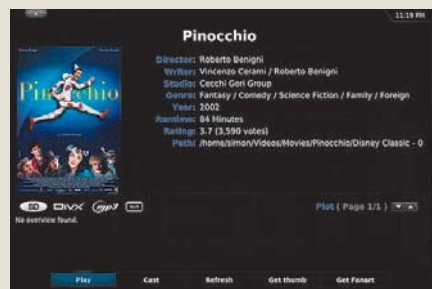 11:19 PM
Pinocchio
Director: Roberto Benigni
Writer: Vincenzo Cerami / Roberto Benigni
Studio: Cecchi Gori Group
Genre: Fantasy / Comedy / Science Fiction / Family / Foreign
Year: 2002
Runtime: 84 Minutes
Rating: 3.7 (3,590 votes)
Path: /home/simon/Videos/Movies/Pinocchio/Disney Classic - 0
Pinocchio
SD DivX mp3
Plot ( Page 1/1 )
No overview found.
Play Cast Refresh Get thumb Get Fanart